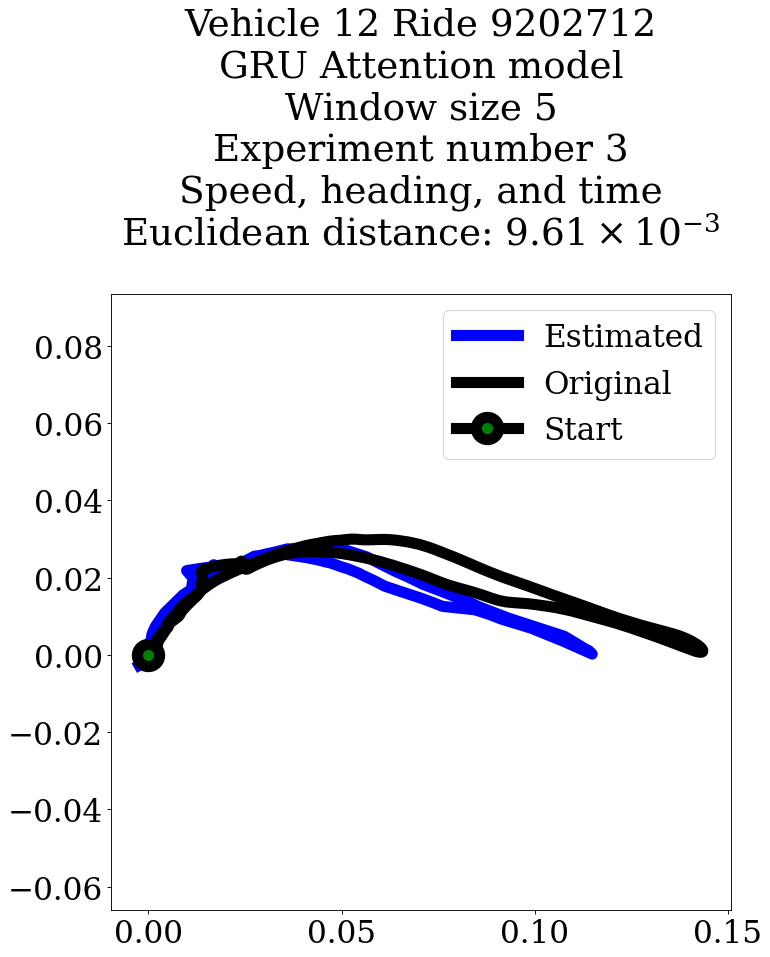 Vehicle 12 Ride 9202712
GRU Attention model
Window size 5
Experiment number 3
Speed, heading, and time
Euclidean distance: 9.61 × 10⁻³
Estimated
Original
Start
0.08
0.06
0.04
0.02
0.00
−0.02
−0.04
−0.06
0.00 0.05 0.10 0.15